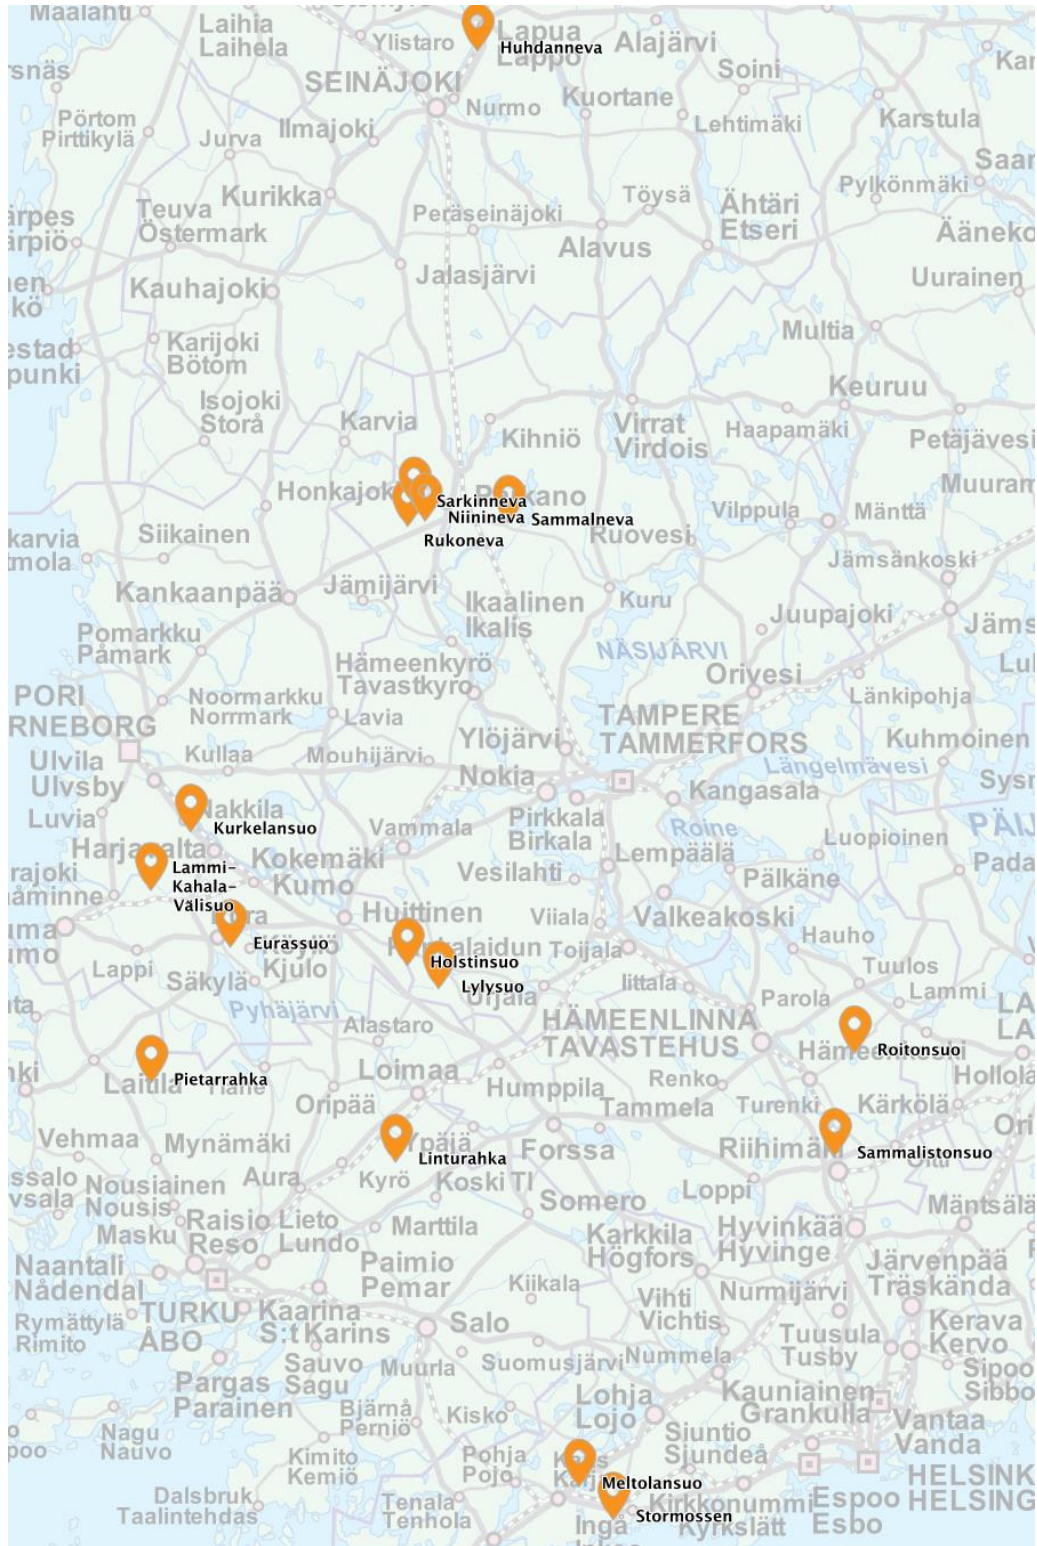 Maalahti
Laihia
Laihela
Ylistaro
Lapua
Lappo
Huhdanneva
Alajärvi
Soini
SEINÄJOKI
Nurmo
Kuortane
Lehtimäki
Karstula
Pörtom
Pirttikylä
Jurva
Ilmajoki
Kurikka
Teuva
Östermark
Peräseinäjoki
Töysä
Ähtäri
Etseri
Pylkönmäki
Alavus
Kauhajoki
Jalasjärvi
Uurainen
Multia
Karijoki
Bötom
Isojoki
Storå
Karvia
Kihniö
Virrat
Virdois
Keuruu
Haapamäki
Sarkinneva
Niinineva
Sammalneva
Rukoneva
Ruovesi
Vilppula
Mänttä
Siikainen
Jämsänkoski
Kankaanpää
Jämijärvi
Ikaalinen
Ikalis
Kuru
Juupajoki
Pomarkku
Påmark
Hämeenkyrö
Tavastkyrö
NÄSIJÄRVI
Orivesi
Länkipohja
PORI
Noormarkku
Norrmark
Lavia
TAMPERE
TAMMERFORS
Ylöjärvi
Kuhmoinen
Ulvila
Ulvsby
Kullaa
Mouhijärvi
Nokia
Längelmävesi
Kangasala
Luvia
Nakkila
Kurkelansuo
Vammala
Pirkkala
Birkala
Roine
Luopioinen
Kokemäki
Kumo
Lammi-
Kahala-
Välisuo
Vesilahti
Lempäälä
Pälkäne
Huittinen
Viiala
Valkeakoski
Eurassuo
Holstinsuo
Toijala
Hauho
Lappi
Säkylä
Kjulo
Lylysuo
Urjala
Iittala
Tuulos
Parola
Lammi
Pyhäjärvi
Alastaro
HÄMEENLINNA
TAVASTEHUS
Roitonsuo
Pietarrahka
Laitila
Loimaa
Humppila
Renko
Hollola
Oripää
Tammela
Turenki
Kärkölä
Vehmaa
Mynämäki
Ypäjä
Linturahka
Forssa
Riihimäki
Sammalistonsuo
Nousiainen
Nousis
Aura
Kyrö
Koski Tl
Loppi
Somero
Mäntsälä
Masku
Raisio
Reso
Lieto
Lundo
Marttila
Karkkila
Högfors
Hyvinkää
Hyvinge
Naantali
Nådendal
Paimio
Pemar
Kiikala
Vihti
Vichtis
Nurmijärvi
Järvenpää
Träskända
Rymättylä
Rimito
TURKU
ÅBO
Kaarina
S:t Karins
Salo
Tuusula
Tusby
Kerava
Kervo
Sauvo
Sagu
Muurla
Suomusjärvi
Nummela
Sipoo
Sibbo
Pargas
Parainen
Lohja
Lojo
Kauniainen
Grankulla
Nagu
Nauvo
Bjärnå
Perniö
Kisko
Siuntio
Sjundeå
Vantaa
Vanda
Kimito
Kemiö
Pohja
Pojo
Meltolansuo
Dalsbruk
Taalintehdas
Tenala
Tenhola
Stormossen
Ingå
Kirkkonummi
Kyrkslätt
Espoo
Esbo